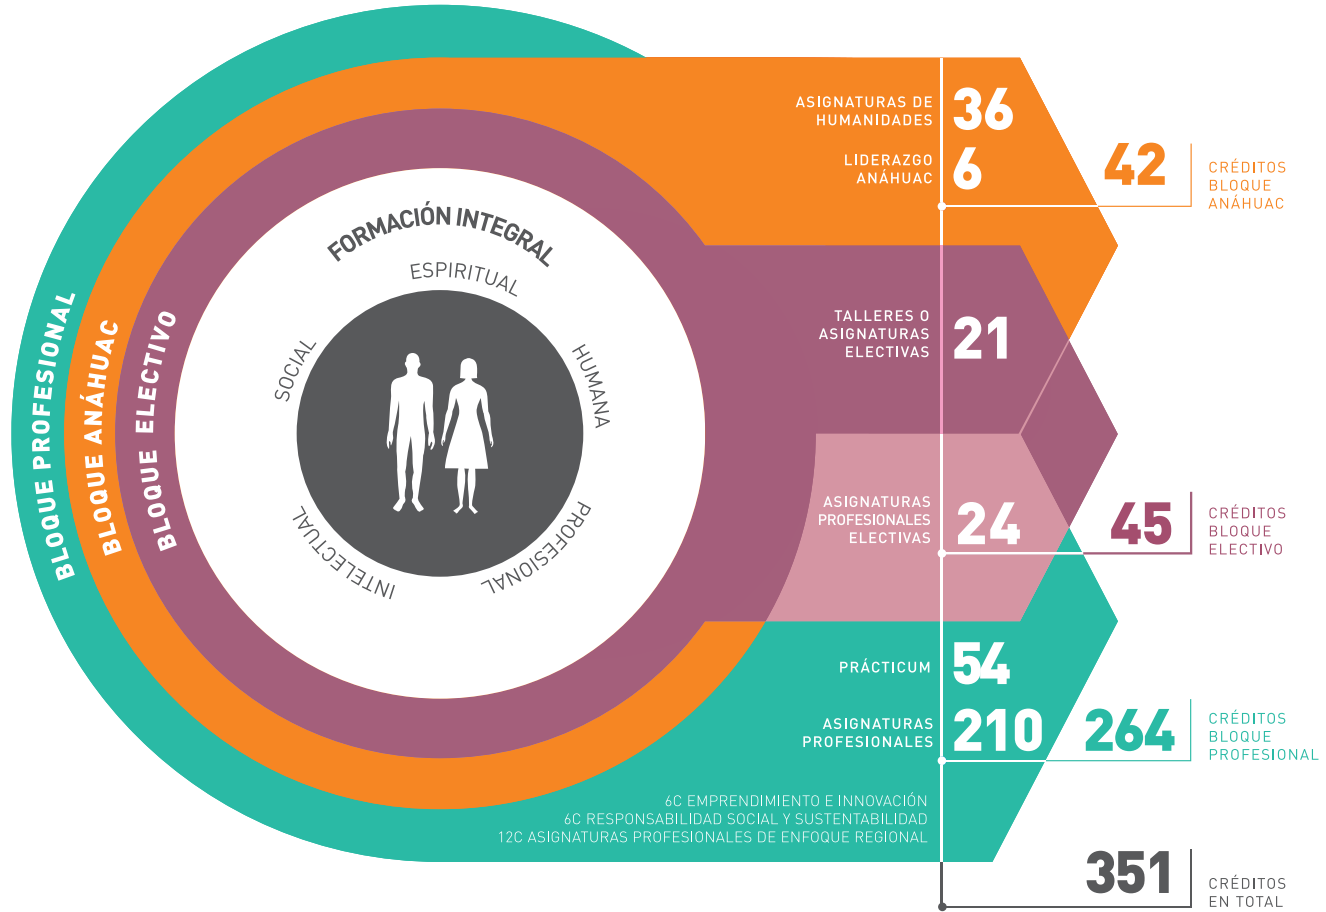 BLOQUE PROFESIONAL
BLOQUE ANÁHUAC
BLOQUE ELECTIVO
FORMACIÓN INTEGRAL
ESPIRITUAL
SOCIAL
HUMANA
INTELECTUAL
PROFESIONAL
ASIGNATURAS DE
HUMANIDADES
36
LIDERAZGO
ANÁHUAC
6
42
CRÉDITOS
BLOQUE
ANÁHUAC
TALLERES O
ASIGNATURAS
ELECTIVAS
21
ASIGNATURAS
PROFESIONALES
ELECTIVAS
24
45
CRÉDITOS
BLOQUE
ELECTIVO
PRÁCTICUM
54
ASIGNATURAS
PROFESIONALES
210
264
CRÉDITOS
BLOQUE
PROFESIONAL
6C EMPRENDIMIENTO E INNOVACIÓN
6C RESPONSABILIDAD SOCIAL Y SUSTENTABILIDAD
12C ASIGNATURAS PROFESIONALES DE ENFOQUE REGIONAL
351
CRÉDITOS
EN TOTAL